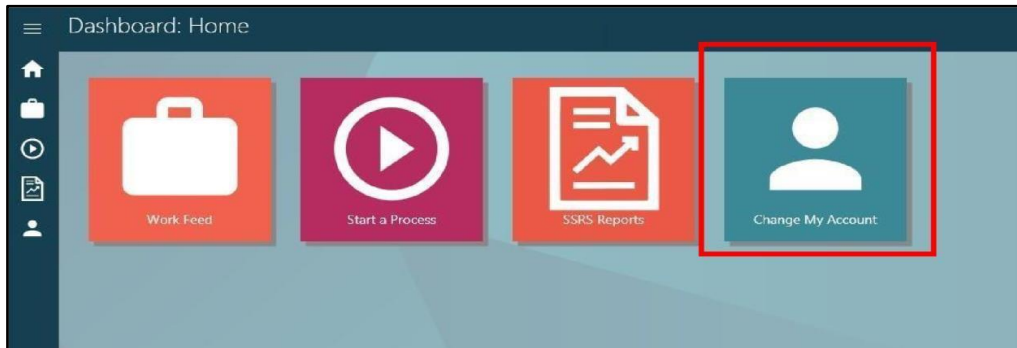 Dashboard: Home
Work Feed
Start a Process
SSRS Reports
Change My Account